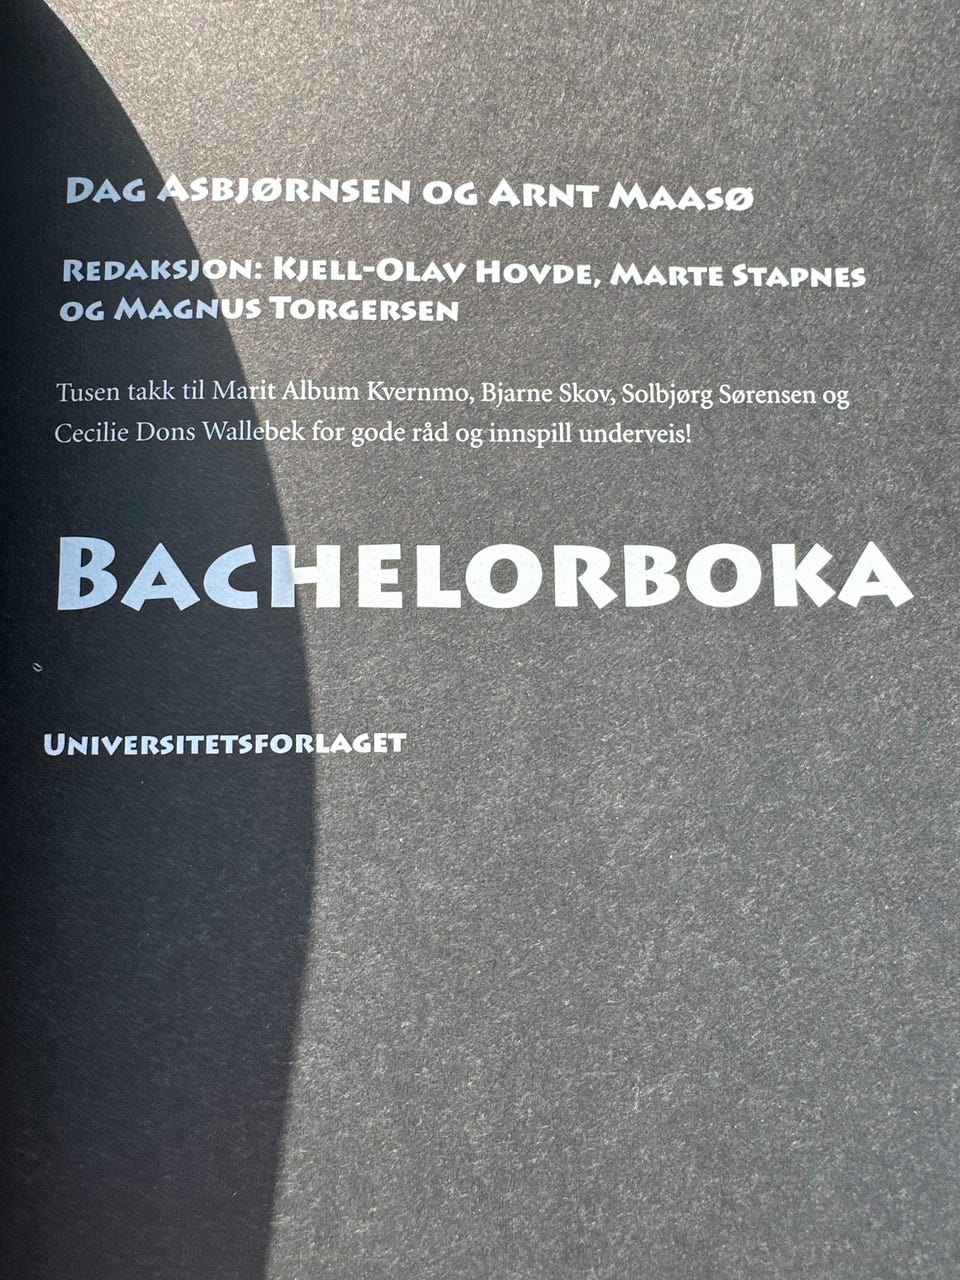 Dag Asbjørnsen og Arnt Maasø
Redaksjon: Kjell-Olav Hovde, Marte Stapnes
og Magnus Torgersen
Tusen takk til Marit Album Kvernmo, Bjarne Skov, Solbjørg Sørensen og
Cecilie Dons Wallebek for gode råd og innspill underveis!
Bachelorboka
Universitetsforlaget